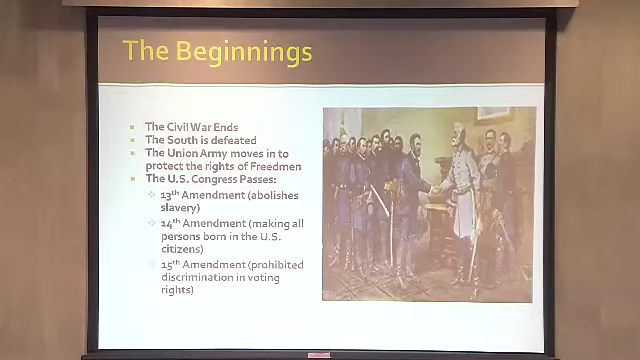 The Beginnings
The Civil War Ends
The South is defeated
The Union Army moves in to
protect the rights of Freedmen
The U.S. Congress Passes:
13th Amendment (abolishes
slavery)
14th Amendment (making all
persons born in the U.S.
citizens)
15th Amendment (prohibited
discrimination in voting
rights)